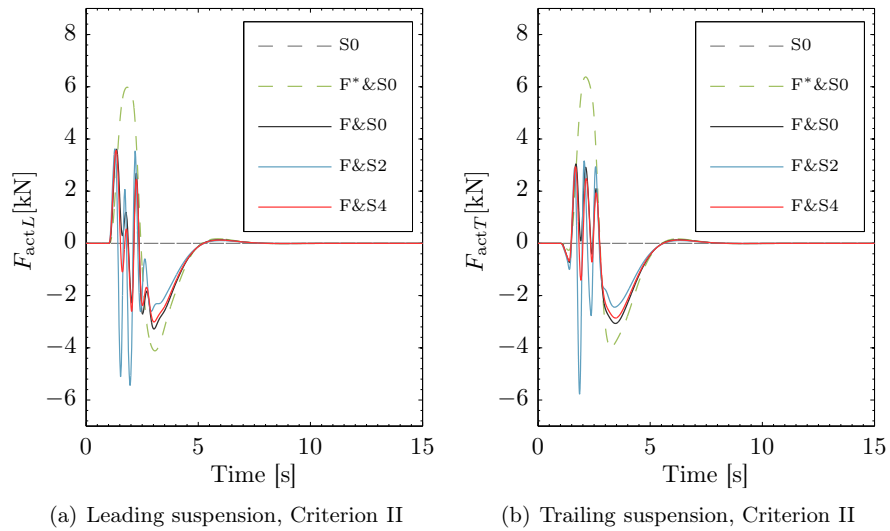 8
6
4
2
0
−2
−4
−6
0 5 10 15
Time [s]
F_actL [kN]
S0
F*&S0
F&S0
F&S2
F&S4
(a) Leading suspension, Criterion II
8
6
4
2
0
−2
−4
−6
0 5 10 15
Time [s]
F_actT [kN]
S0
F*&S0
F&S0
F&S2
F&S4
(b) Trailing suspension, Criterion II